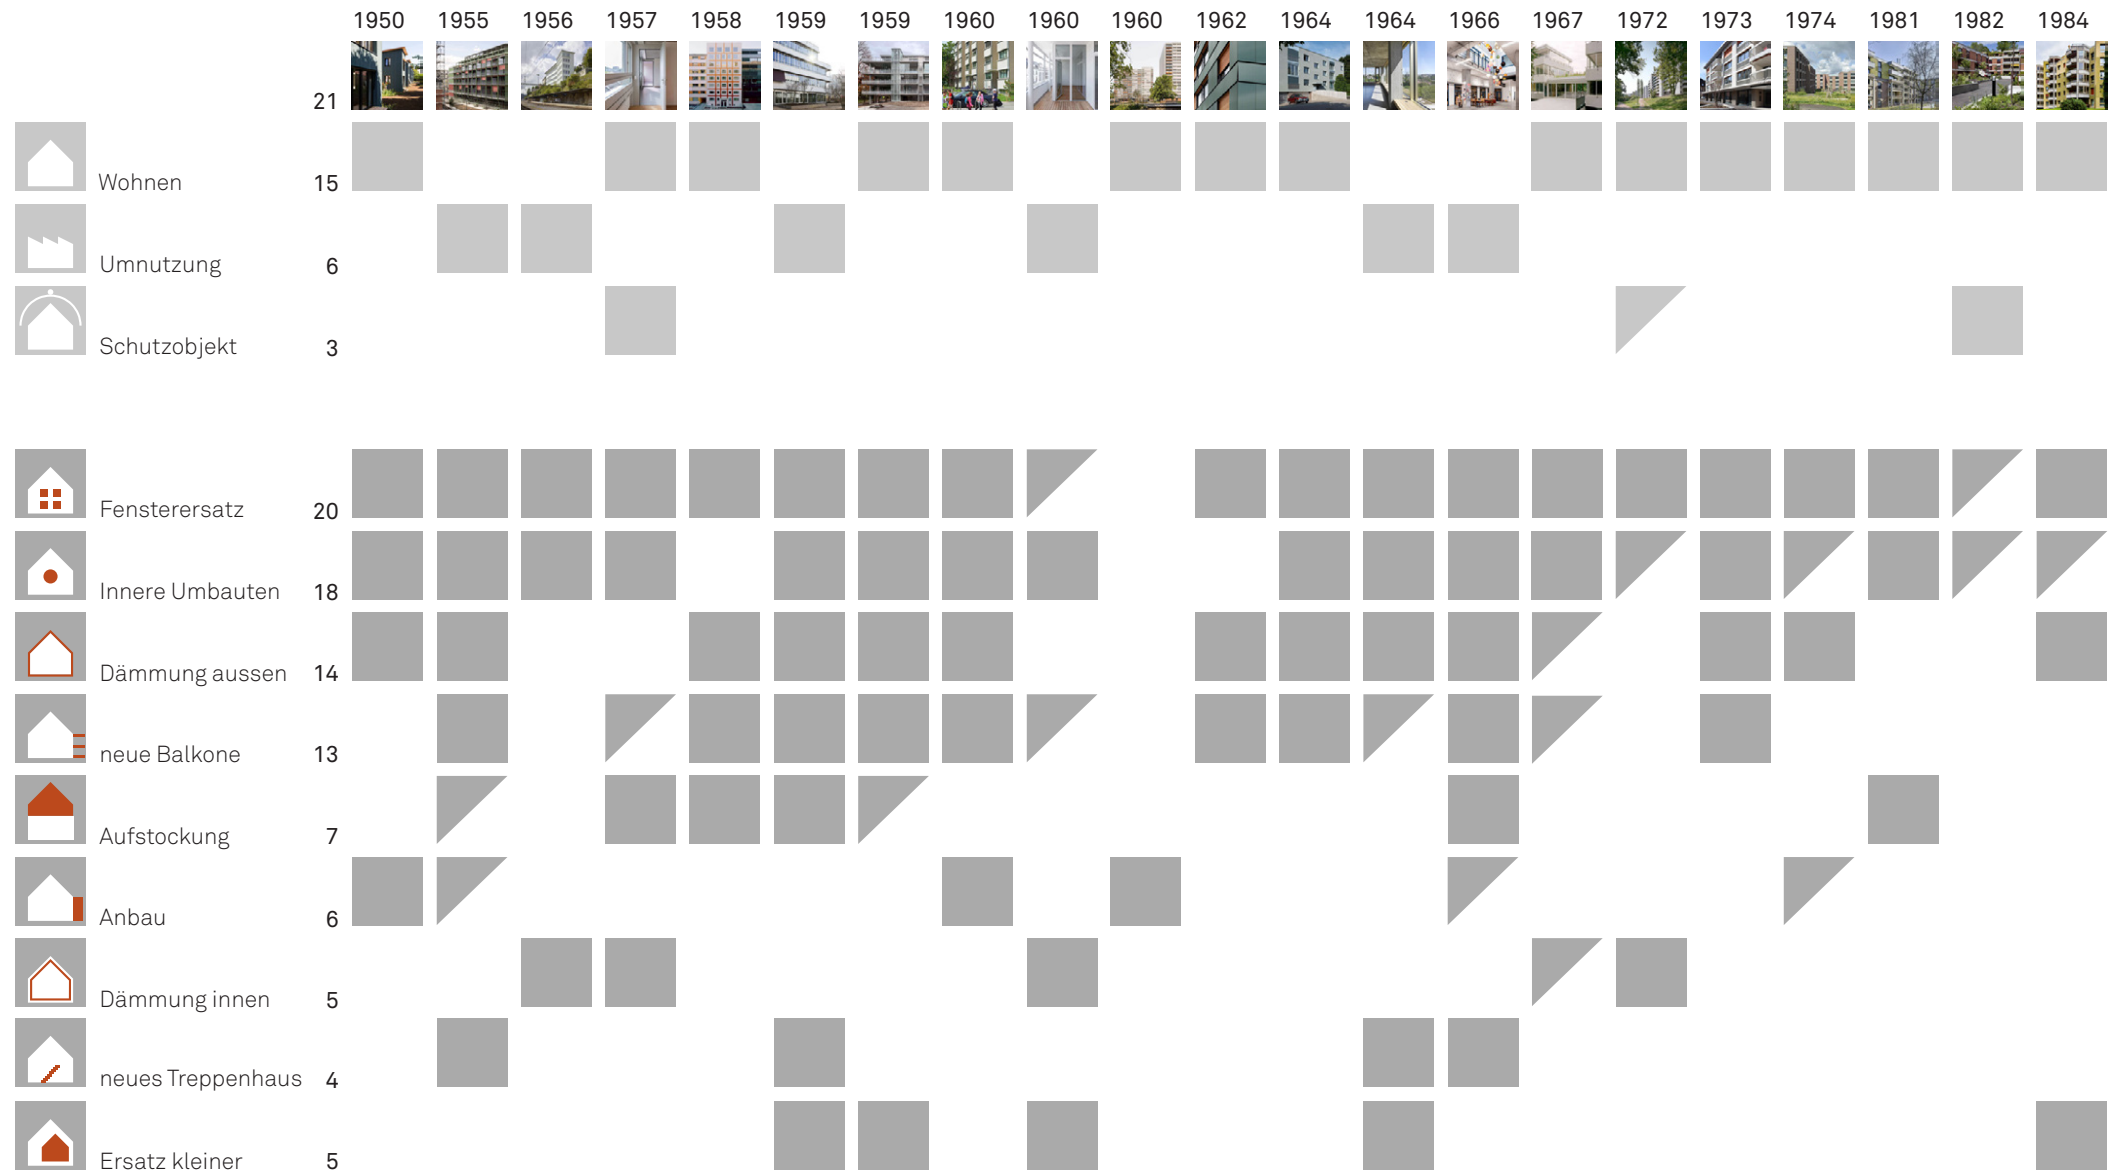 1950 1955 1956 1957 1958 1959 1959 1960 1960 1960 1962 1964 1964 1966 1967 1972 1973 1974 1981 1982 1984
21
Wohnen 15
Umnutzung 6
Schutzobjekt 3
Fensterersatz 20
Innere Umbauten 18
Dämmung aussen 14
neue Balkone 13
Aufstockung 7
Anbau 6
Dämmung innen 5
neues Treppenhaus 4
Ersatz kleiner 5